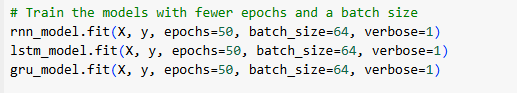 # Train the models with fewer epochs and a batch size
rnn_model.fit(X, y, epochs=50, batch_size=64, verbose=1)
lstm_model.fit(X, y, epochs=50, batch_size=64, verbose=1)
gru_model.fit(X, y, epochs=50, batch_size=64, verbose=1)